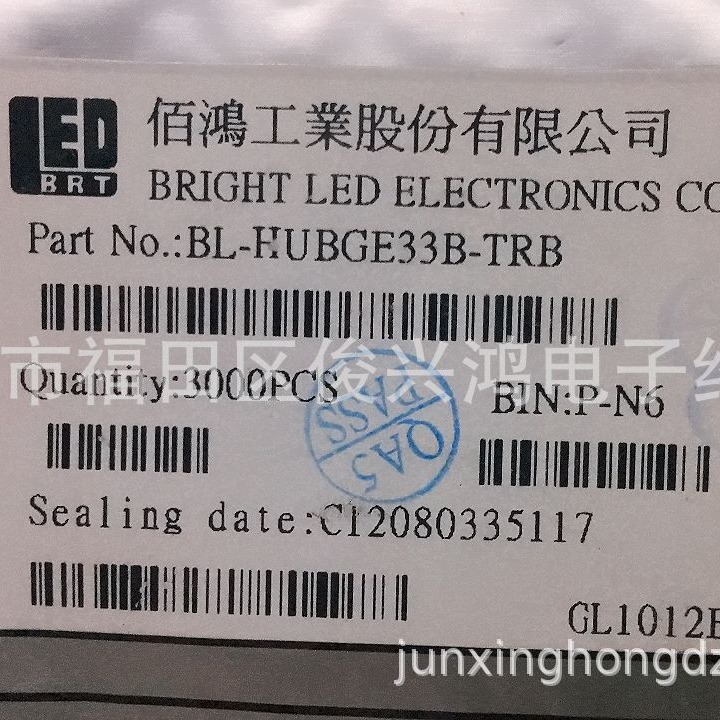 LED
BRT
佰鴻工業股份有限公司
BRIGHT LED ELECTRONICS CO
Part No.:BL-HUBGE33B-TRB
市福田区俊兴鸿电子经
Quantity:3000PCS
BIN:P-N6
PASS
QA5
Sealing date:C12080335117
GL1012
junxinghongdz